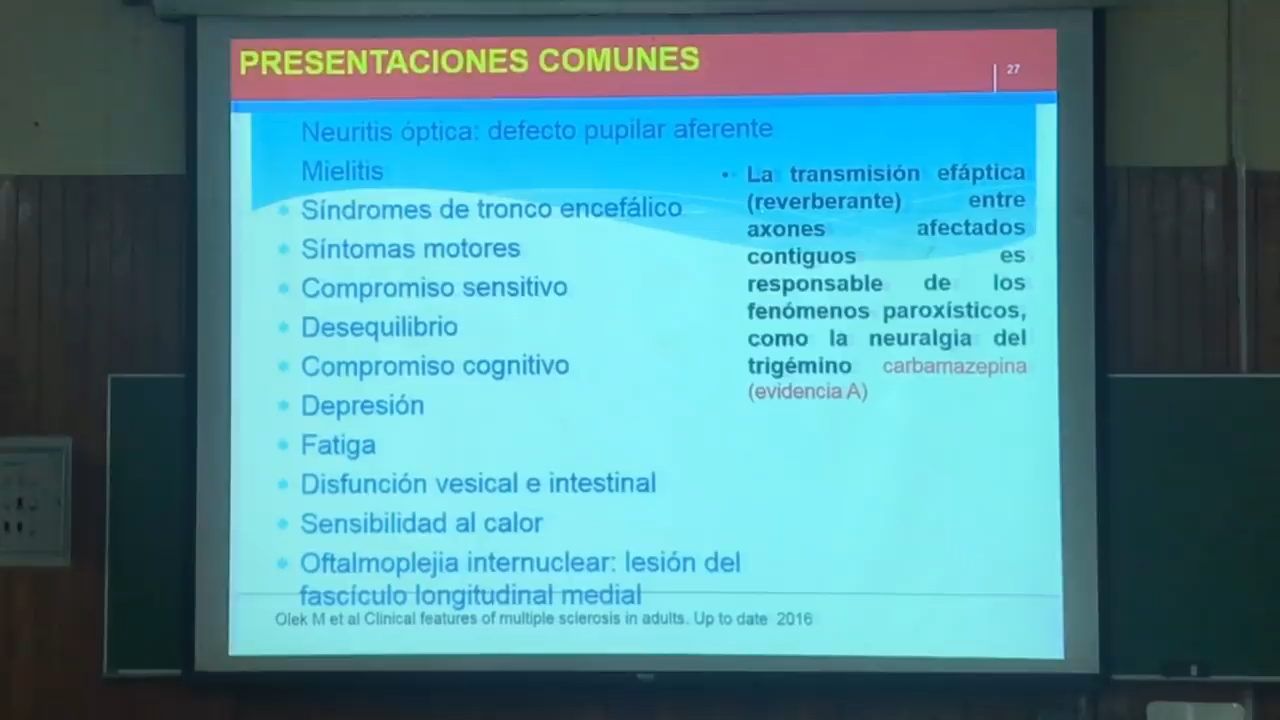 PRESENTACIONES COMUNES
27
Neuritis óptica: defecto pupilar aferente
Mielitis
Síndromes de tronco encefálico
Síntomas motores
Compromiso sensitivo
Desequilibrio
Compromiso cognitivo
Depresión
Fatiga
Disfunción vesical e intestinal
Sensibilidad al calor
Oftalmoplejia internuclear: lesión del
fascículo longitudinal medial
La transmisión efáptica
(reverberante) entre
axones afectados
contiguos es
responsable de los
fenómenos paroxísticos,
como la neuralgia del
trigémino carbamazepina
(evidencia A)
Olek M et al Clinical features of multiple sclerosis in adults. Up to date 2016